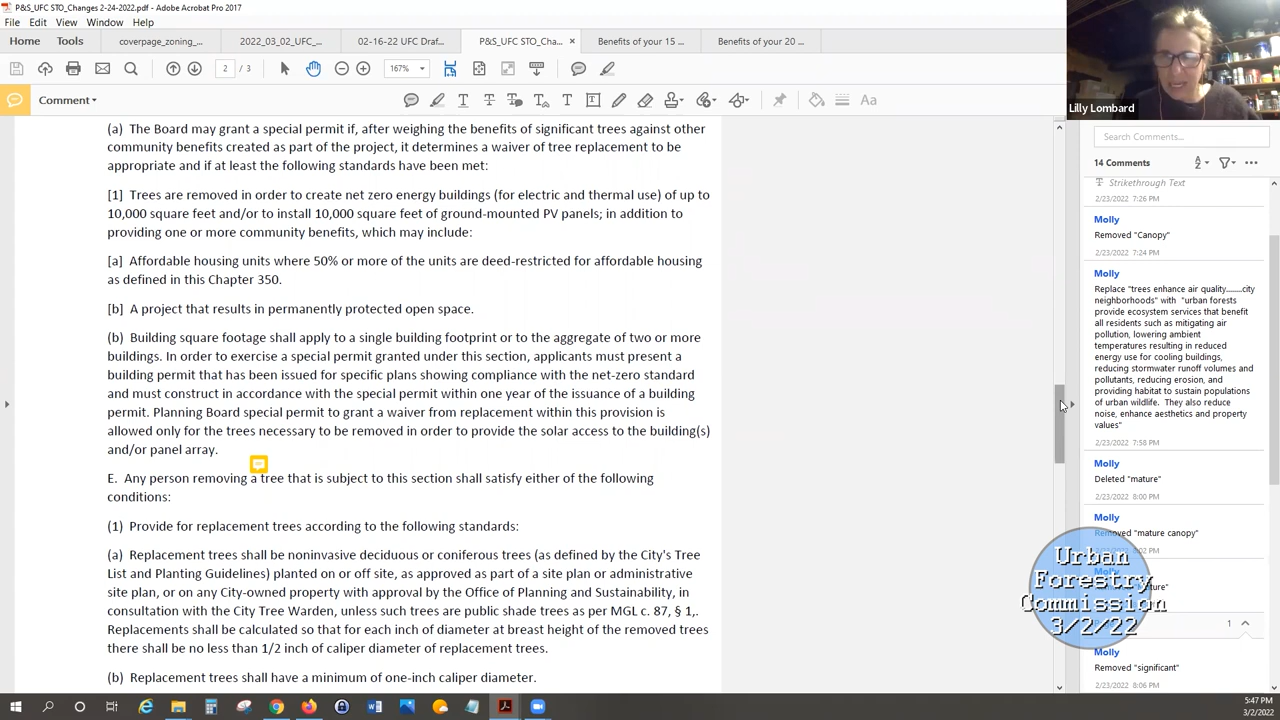 P&S_UFC STO_Changes 2-24-2022.pdf - Adobe Acrobat Pro 2017
File Edit View Window Help
Home Tools coverpage_zoning_... 2022_03_02_UFC_... 03-16-22 UFC Draf... P&S_UFC STO_Cha... × Benefits of your 15 ... Benefits of your 20 ...
2 / 3 167%
Comment
Aa
Lilly Lombard
(a) The Board may grant a special permit if, after weighing the benefits of significant trees against other
community benefits created as part of the project, it determines a waiver of tree replacement to be
appropriate and if at least the following standards have been met:
[1] Trees are removed in order to create net zero energy buildings (for electric and thermal use) of up to
10,000 square feet and/or to install 10,000 square feet of ground-mounted PV panels; in addition to
providing one or more community benefits, which may include:
[a] Affordable housing units where 50% or more of the units are deed-restricted for affordable housing
as defined in this Chapter 350.
[b] A project that results in permanently protected open space.
(b) Building square footage shall apply to a single building footprint or to the aggregate of two or more
buildings. In order to exercise a special permit granted under this section, applicants must present a
building permit that has been issued for specific plans showing compliance with the net-zero standard
and must construct in accordance with the special permit within one year of the issuance of a building
permit. Planning Board special permit to grant a waiver from replacement within this provision is
allowed only for the trees necessary to be removed in order to provide the solar access to the building(s)
and/or panel array.
E. Any person removing a tree that is subject to this section shall satisfy either of the following
conditions:
(1) Provide for replacement trees according to the following standards:
(a) Replacement trees shall be noninvasive deciduous or coniferous trees (as defined by the City's Tree
List and Planting Guidelines) planted on or off site, as approved as part of a site plan or administrative
site plan, or on any City-owned property with approval by the Office of Planning and Sustainability, in
consultation with the City Tree Warden, unless such trees are public shade trees as per MGL c. 87, § 1,.
Replacements shall be calculated so that for each inch of diameter at breast height of the removed trees
there shall be no less than 1/2 inch of caliper diameter of replacement trees.
(b) Replacement trees shall have a minimum of one-inch caliper diameter.
Search Comments...
14 Comments
Strikethrough Text
2/23/2022 7:26 PM
Molly
Removed "Canopy"
2/23/2022 7:24 PM
Molly
Replace "trees enhance air quality........city
neighborhoods" with "urban forests
provide ecosystem services that benefit
all residents such as mitigating air
pollution, lowering ambient
temperatures resulting in reduced
energy use for cooling buildings,
reducing stormwater runoff volumes and
pollutants, reducing erosion, and
providing habitat to sustain populations
of urban wildlife. They also reduce
noise, enhance aesthetics and property
values"
2/23/2022 7:58 PM
Molly
Deleted "mature"
2/23/2022 8:00 PM
Molly
Removed "mature canopy"
1
Molly
Removed "significant"
2/23/2022 8:06 PM
Urban
Forestry
Commission
3/2/22
5:47 PM
3/2/2022